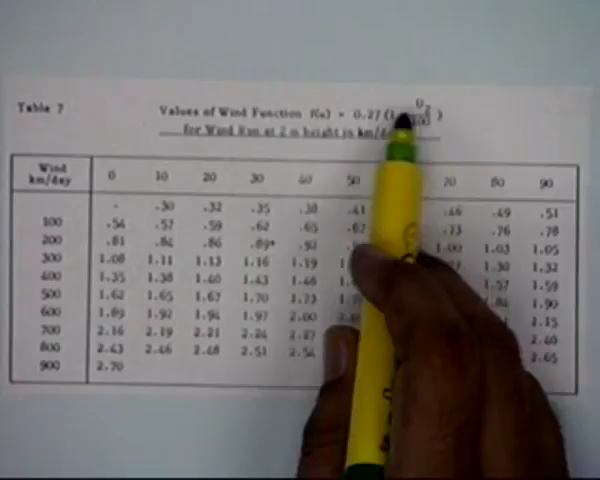 Table 7
Values of Wind Function f(u) = 0.27 (1 U2 )
for Wind Run at 2 m height in km/d
Wind km/day 0 10 20 30 40 50 70 80 90
- .30 .32 .35 .38 .41 .46 .49 .51
100 .54 .57 .59 .62 .65 .67 .73 .76 .78
200 .81 .84 .86 .89* .92 1.00 1.03 1.05
300 1.08 1.11 1.13 1.16 1.19 1.30 1.32
400 1.35 1.38 1.40 1.43 1.46 1.57 1.59
500 1.62 1.65 1.67 1.70 1.73 1.90
600 1.89 1.92 1.94 1.97 2.00 2.15
700 2.16 2.19 2.21 2.24 2.27 2.40
800 2.43 2.46 2.48 2.51 2.54 2.65
900 2.70